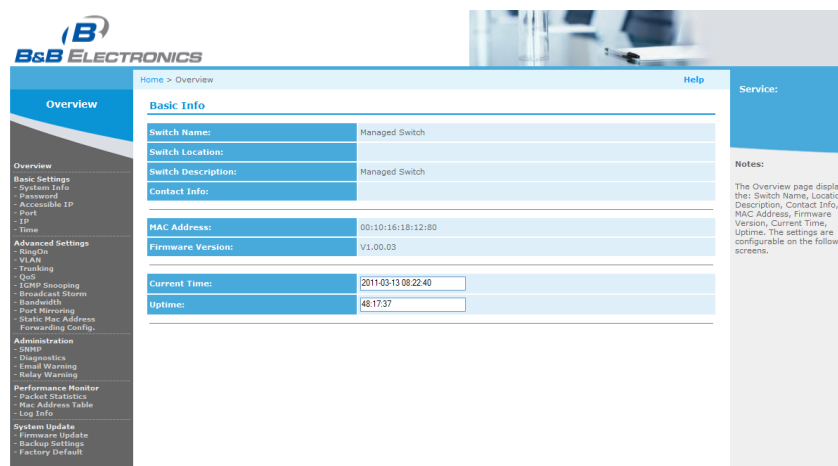 B
B&B ELECTRONICS
Home > Overview
Help
Service:
Overview
Basic Info
Switch Name: Managed Switch
Switch Location:
Switch Description: Managed Switch
Contact Info:
MAC Address: 00:10:16:18:12:80
Firmware Version: V1.00.03
Current Time: 2011-03-13 08:22:40
Uptime: 48:17:37
Overview
Basic Settings
- System Info
- Password
- Accessible IP
- Port
- IP
- Time
Advanced Settings
- RingOn
- VLAN
- Trunking
- QoS
- IGMP Snooping
- Broadcast Storm
- Bandwidth
- Port Mirroring
- Static Mac Address
Forwarding Config.
Administration
- SNMP
- Diagnostics
- Email Warning
- Relay Warning
Performance Monitor
- Packet Statistics
- Mac Address Table
- Log Info
System Update
- Firmware Update
- Backup Settings
- Factory Default
Notes:
The Overview page displa
the: Switch Name, Locatio
Description, Contact Info,
MAC Address, Firmware
Version, Current Time,
Uptime. The settings are
configurable on the follow
screens.